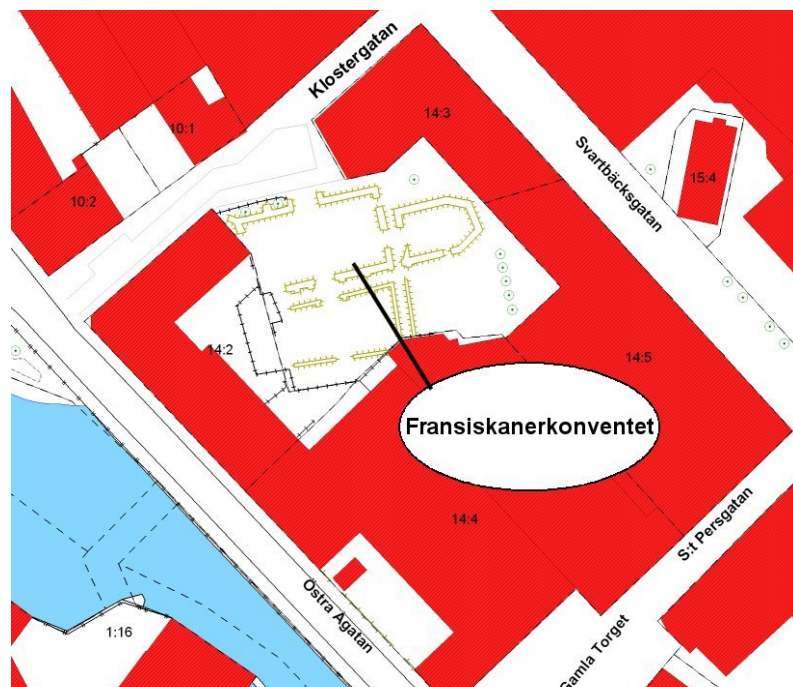 Klostergatan
14:3
10:1
Svartbäcksgatan
15:4
10:2
14:2
14:5
Fransiskanerkonventet
14:4
S:t Persgatan
Östra Ågatan
1:16
Gamla Torget